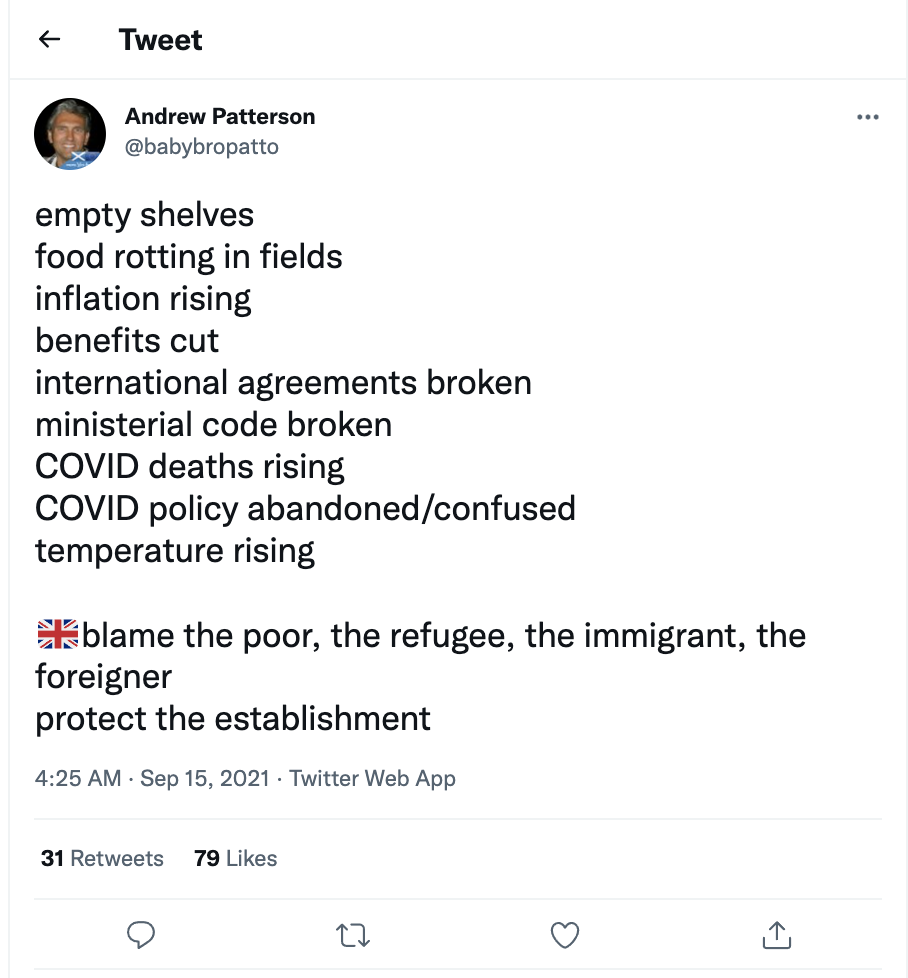 Tweet
Andrew Patterson
@babybropatto
empty shelves
food rotting in fields
inflation rising
benefits cut
international agreements broken
ministerial code broken
COVID deaths rising
COVID policy abandoned/confused
temperature rising
🇬🇧blame the poor, the refugee, the immigrant, the
foreigner
protect the establishment
4:25 AM · Sep 15, 2021 · Twitter Web App
31 Retweets 79 Likes